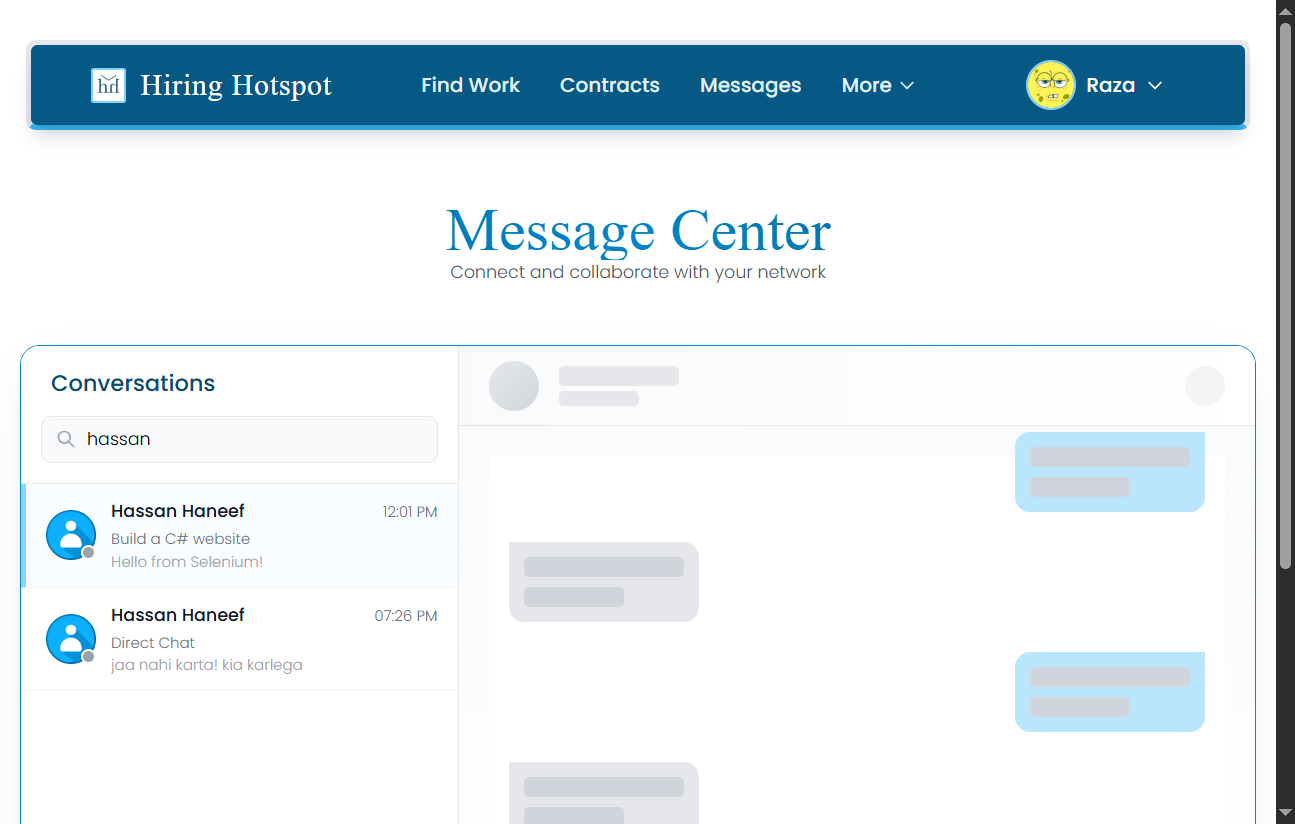 Hiring Hotspot
Find Work
Contracts
Messages
More
Raza
Message Center
Connect and collaborate with your network
Conversations
hassan
Hassan Haneef
12:01 PM
Build a C# website
Hello from Selenium!
Hassan Haneef
07:26 PM
Direct Chat
jaa nahi karta! kia karlega